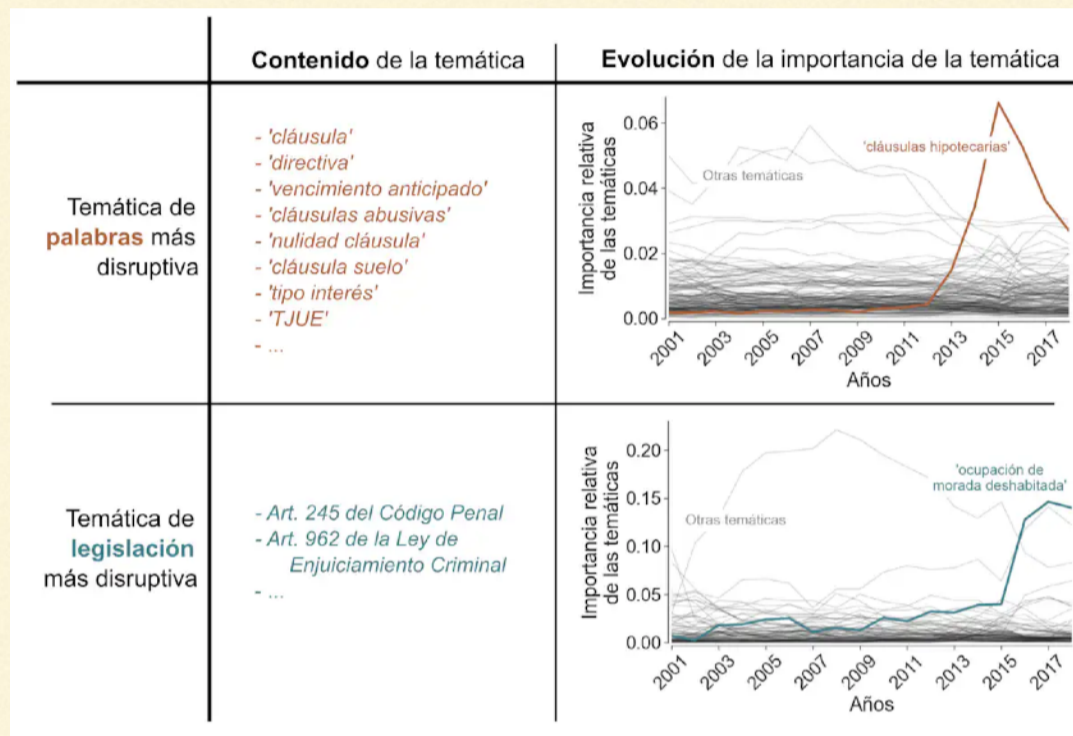 Contenido de la temática
Evolución de la importancia de la temática
Temática de
palabras más
disruptiva
- 'cláusula'
- 'directiva'
- 'vencimiento anticipado'
- 'cláusulas abusivas'
- 'nulidad cláusula'
- 'cláusula suelo'
- 'tipo interés'
- 'TJUE'
- ...
Importancia relativa
de las temáticas
0.06
0.04
0.02
0.00
'cláusulas hipotecarias'
Otras temáticas
2001
2003
2005
2007
2009
2011
2013
2015
2017
Años
Temática de
legislación
más disruptiva
- Art. 245 del Código Penal
- Art. 962 de la Ley de
Enjuiciamiento Criminal
- ...
Importancia relativa
de las temáticas
0.20
0.15
0.10
0.05
0.00
'ocupación de
morada deshabitada'
Otras temáticas
2001
2003
2005
2007
2009
2011
2013
2015
2017
Años